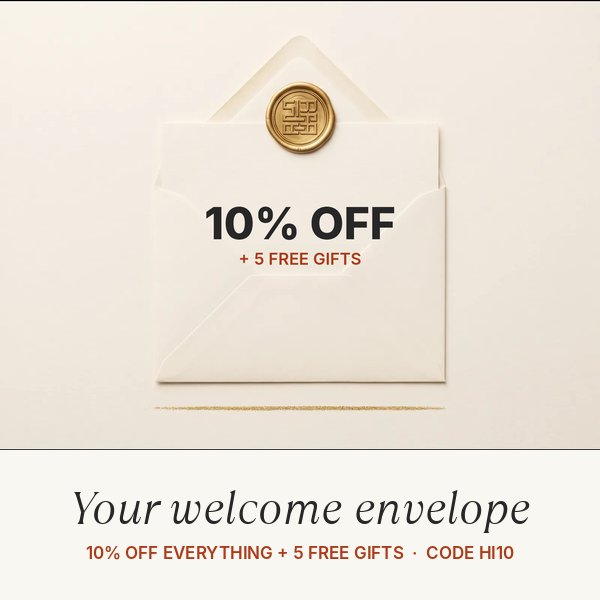 10% OFF
+ 5 FREE GIFTS
Your welcome envelope
10% OFF EVERYTHING + 5 FREE GIFTS · CODE HI10